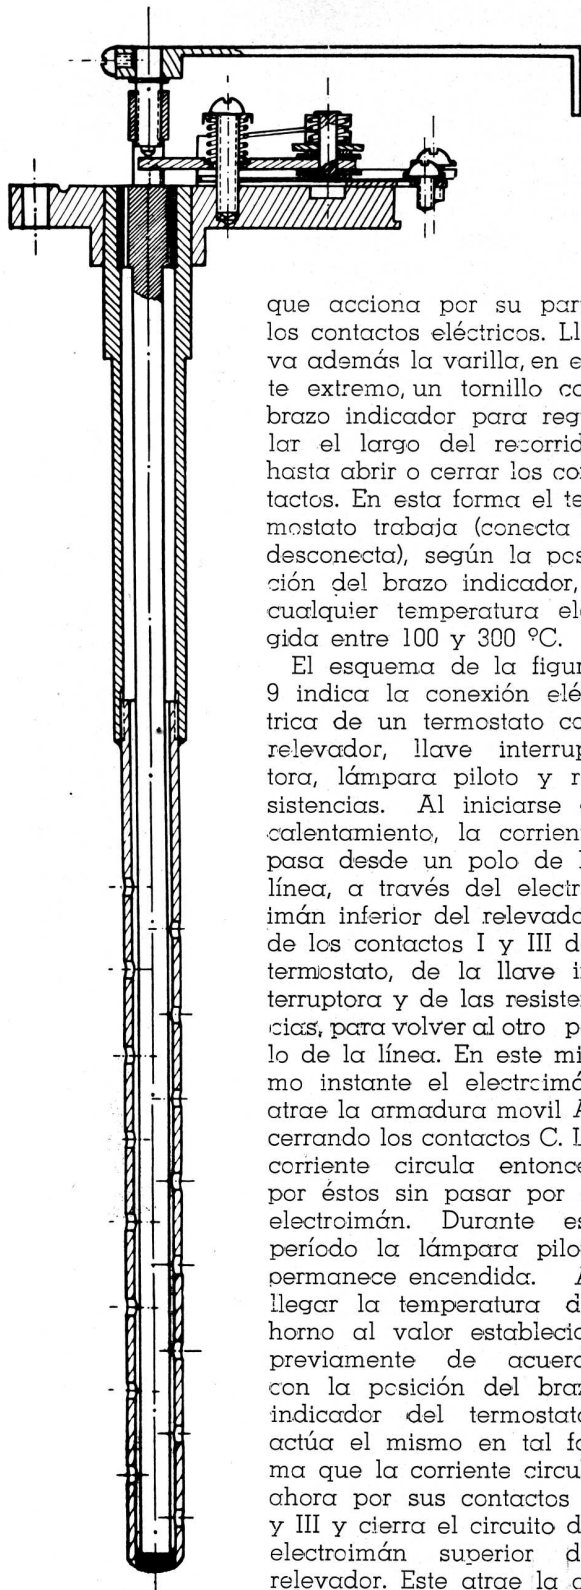 que acciona por su par
los contactos eléctricos. Ll
va además la varilla, en e
te extremo, un tornillo co
brazo indicador para reg
lar el largo del recorrid
hasta abrir o cerrar los co
tactos. En esta forma el te
mostato trabaja (conecta
desconecta), según la posi
ción del brazo indicador,
cualquier temperatura ele
gida entre 100 y 300 ºC.
El esquema de la figur
9 indica la conexión eléc
trica de un termostato co
relevador, llave interrup
tora, lámpara piloto y r
sistencias. Al iniciarse
calentamiento, la corrien
pasa desde un polo de l
línea, a través del electr
imán inferior del relevado
de los contactos I y III d
termostato, de la llave i
terruptora y de las resiste
cias, para volver al otro p
lo de la línea. En este mi
mo instante el electroimá
atrae la armadura movil A
cerrando los contactos C. L
corriente circula entonce
por éstos sin pasar por
electroimán. Durante es
período la lámpara pilo
permanece encendida. A
llegar la temperatura d
horno al valor establecid
previamente de acuerd
con la posición del braz
indicador del termostato
actúa el mismo en tal fo
ma que la corriente circul
ahora por sus contactos
y III y cierra el circuito d
electroimán superior d
relevador. Este atrae la a